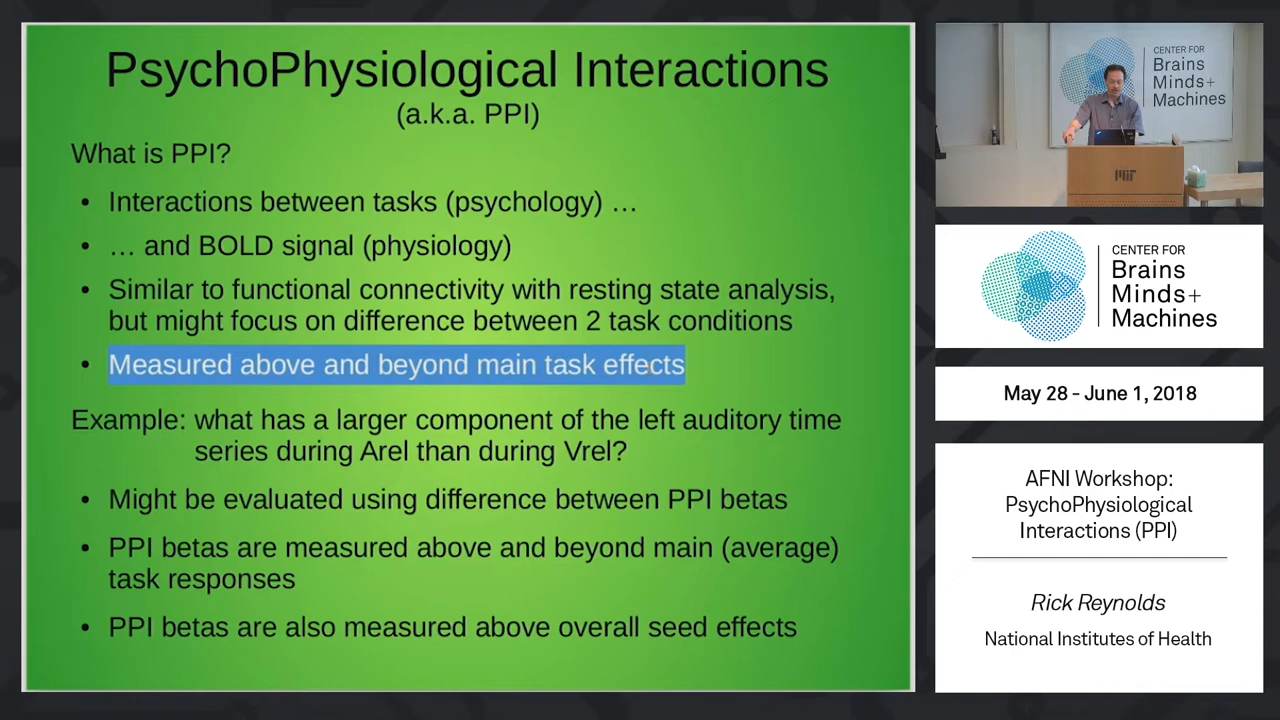 PsychoPhysiological Interactions
(a.k.a. PPI)
What is PPI?
• Interactions between tasks (psychology) …
• … and BOLD signal (physiology)
• Similar to functional connectivity with resting state analysis,
but might focus on difference between 2 task conditions
• Measured above and beyond main task effects
Example: what has a larger component of the left auditory time
series during Arel than during Vrel?
• Might be evaluated using difference between PPI betas
• PPI betas are measured above and beyond main (average)
task responses
• PPI betas are also measured above overall seed effects
CENTER FOR
Brains
Minds+
Machines
MIT
CENTER FOR
Brains
Minds+
Machines
May 28 - June 1, 2018
AFNI Workshop:
PsychoPhysiological
Interactions (PPI)
Rick Reynolds
National Institutes of Health